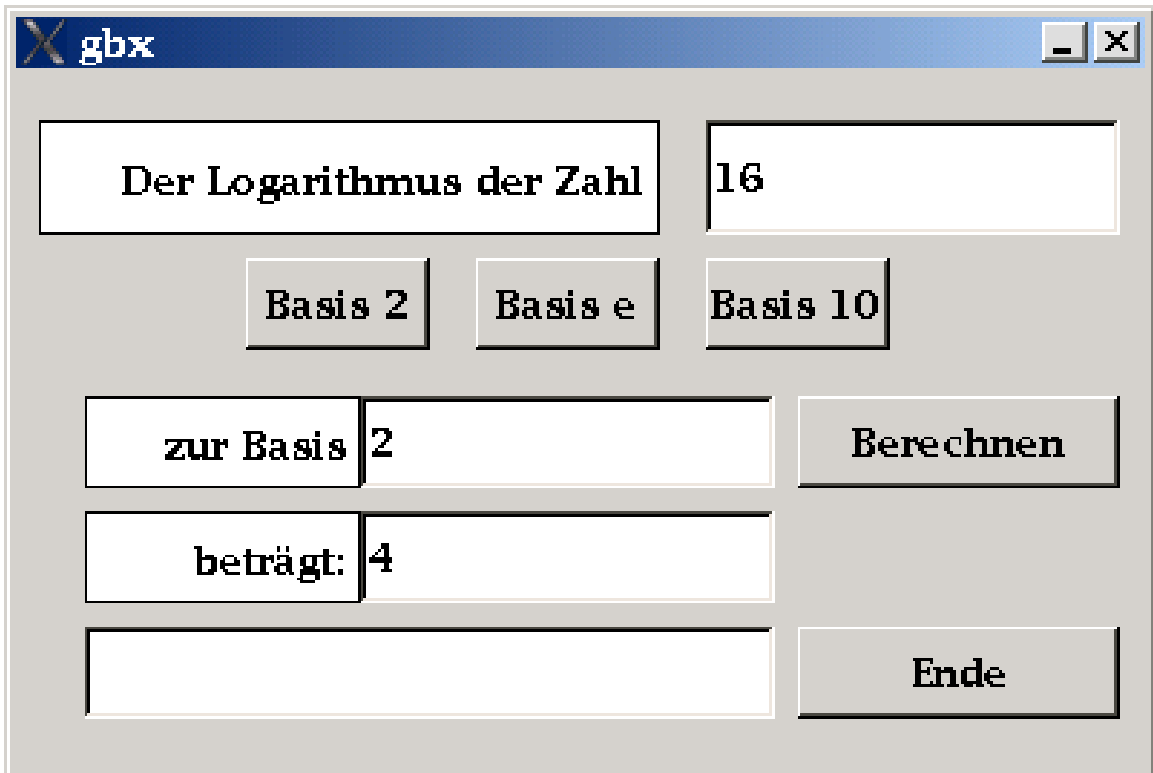 gbx
Der Logarithmus der Zahl 16
Basis 2 Basis e Basis 10
zur Basis 2 Berechnen
beträgt: 4
Ende